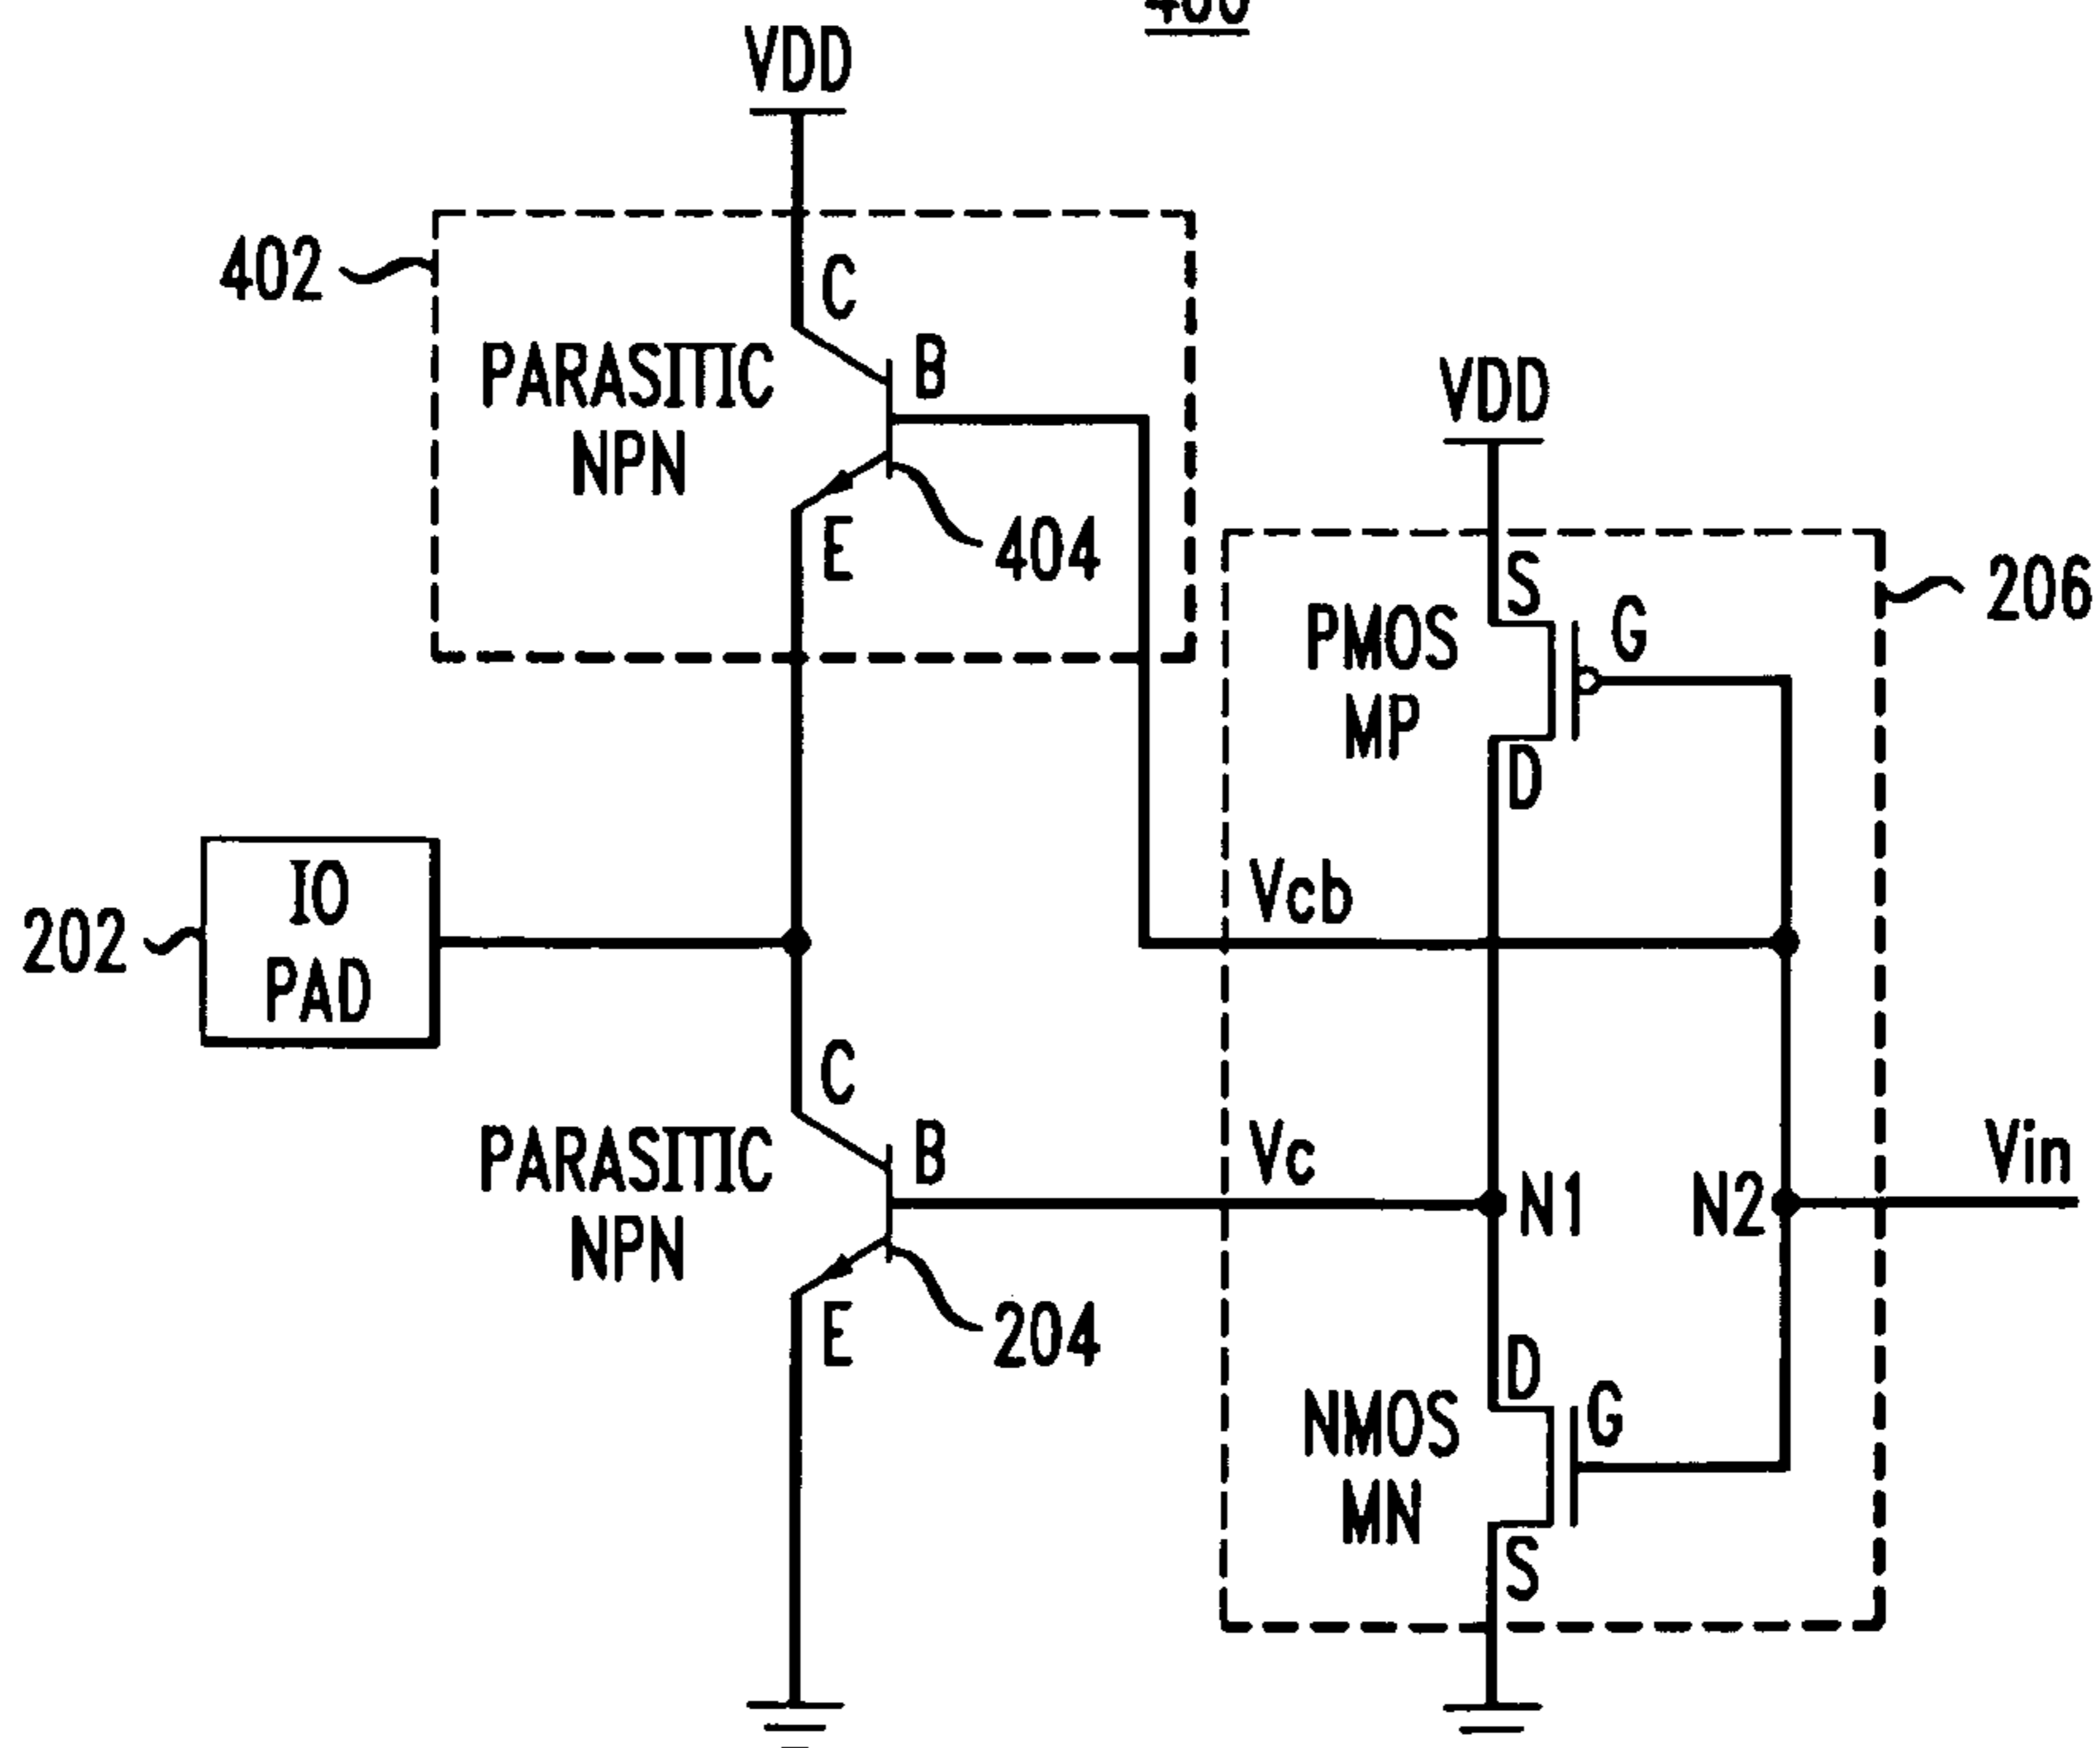 400
VDD
402
C
PARASITIC
NPN
B
E
404
VDD
206
S
G
PMOS
MP
D
IO
PAD
202
Vcb
C
PARASITIC
NPN
B
Vc
N1
N2
Vin
E
204
D
G
NMOS
MN
S